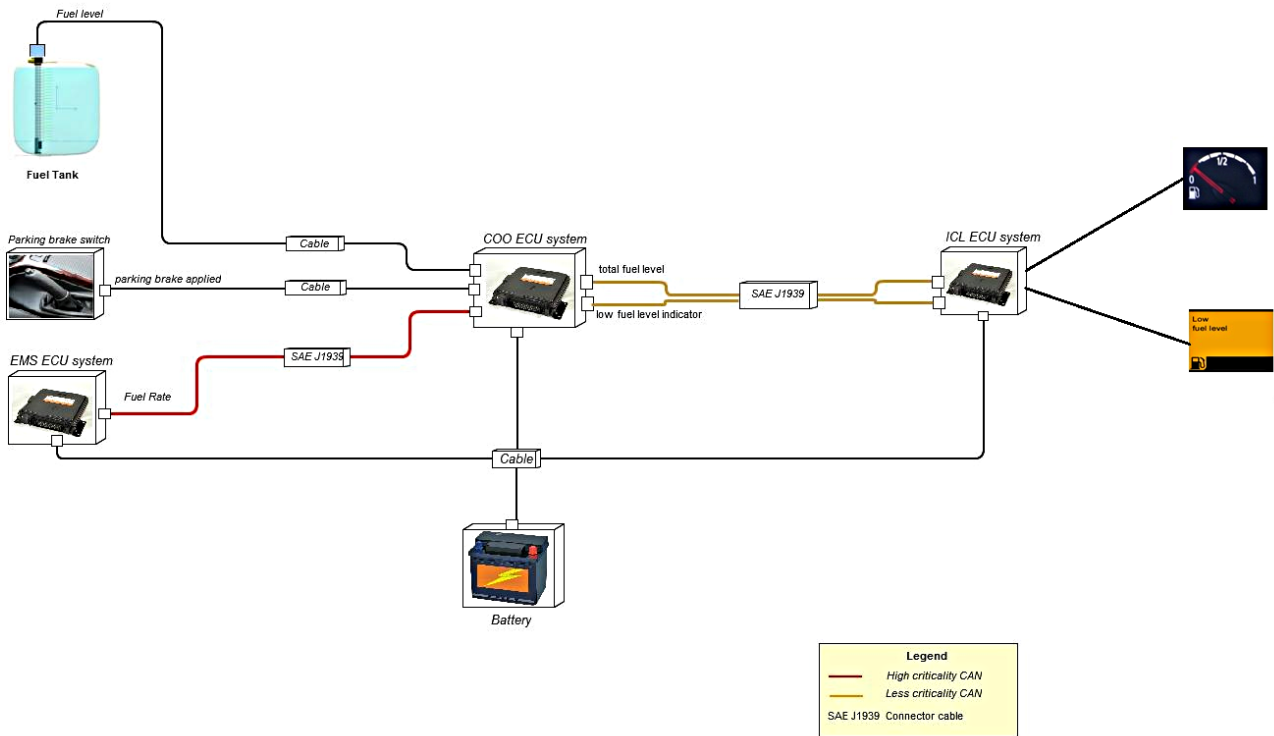 Fuel level
Fuel Tank
Parking brake switch
parking brake applied
Cable
Cable
COO ECU system
total fuel level
low fuel level indicator
SAE J1939
ICL ECU system
0
1/2
1
Low
fuel level
EMS ECU system
Fuel Rate
SAE J1939
Cable
Battery
Legend
High criticality CAN
Less criticality CAN
SAE J1939 Connector cable